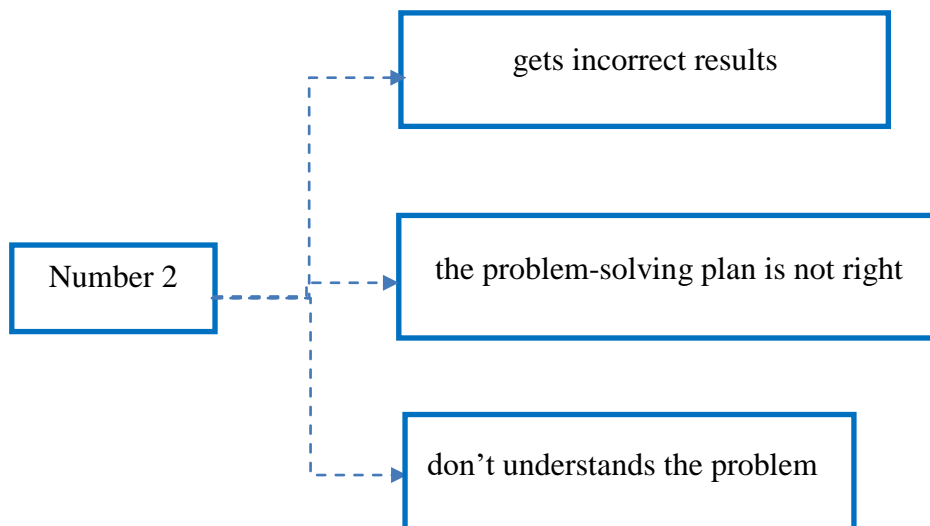 gets incorrect results
Number 2
the problem-solving plan is not right
don’t understands the problem